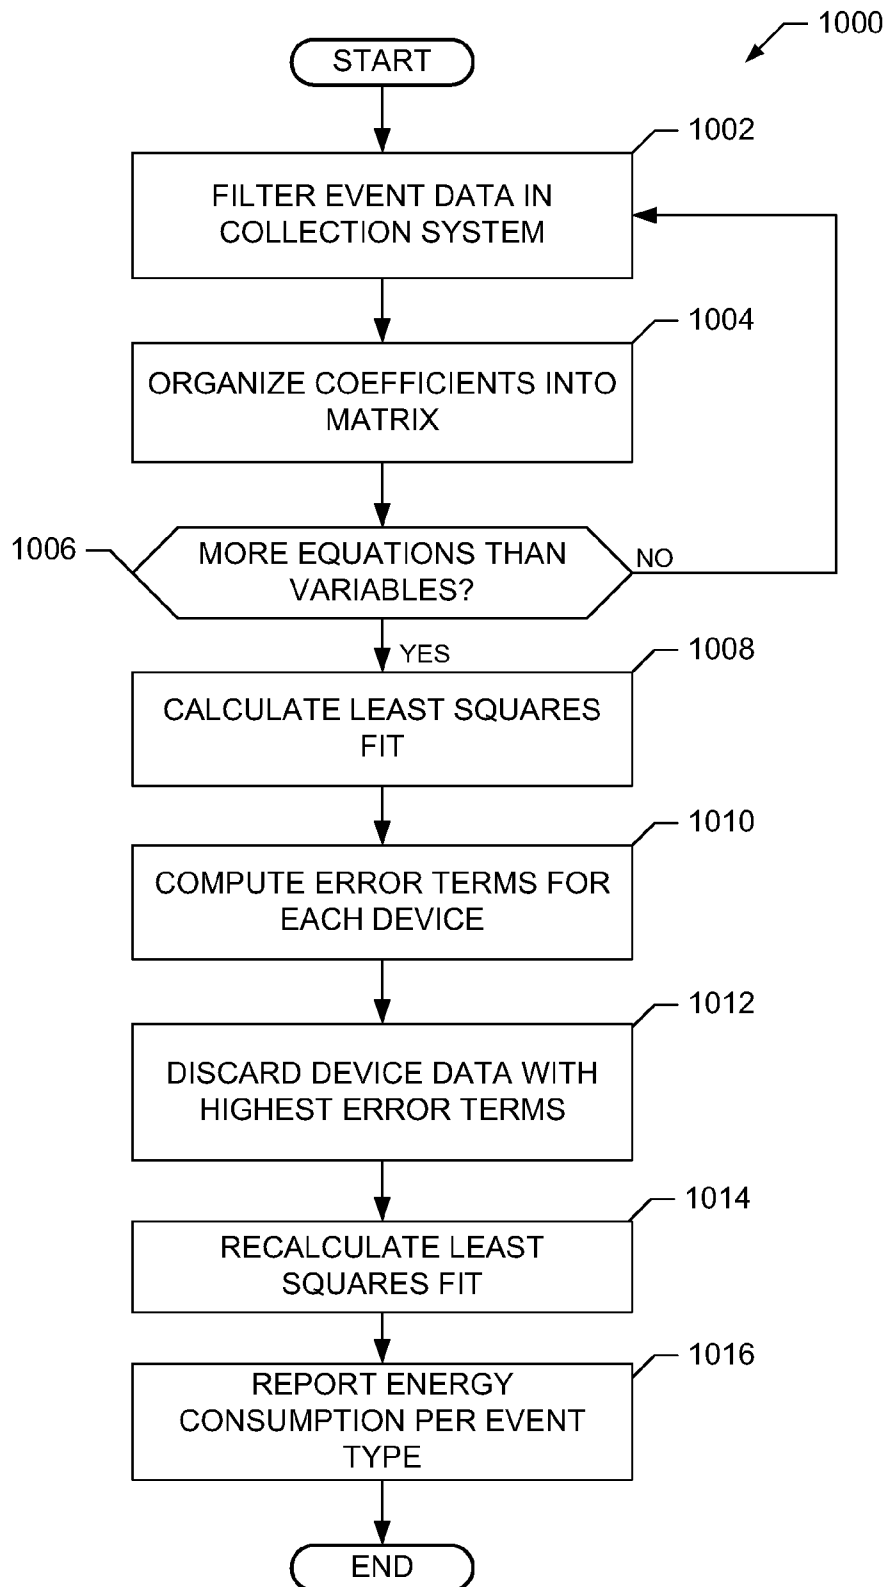 1000
START
1002
FILTER EVENT DATA IN
COLLECTION SYSTEM
1004
ORGANIZE COEFFICIENTS INTO
MATRIX
1006
MORE EQUATIONS THAN
VARIABLES?
NO
YES
1008
CALCULATE LEAST SQUARES
FIT
1010
COMPUTE ERROR TERMS FOR
EACH DEVICE
1012
DISCARD DEVICE DATA WITH
HIGHEST ERROR TERMS
1014
RECALCULATE LEAST
SQUARES FIT
1016
REPORT ENERGY
CONSUMPTION PER EVENT
TYPE
END